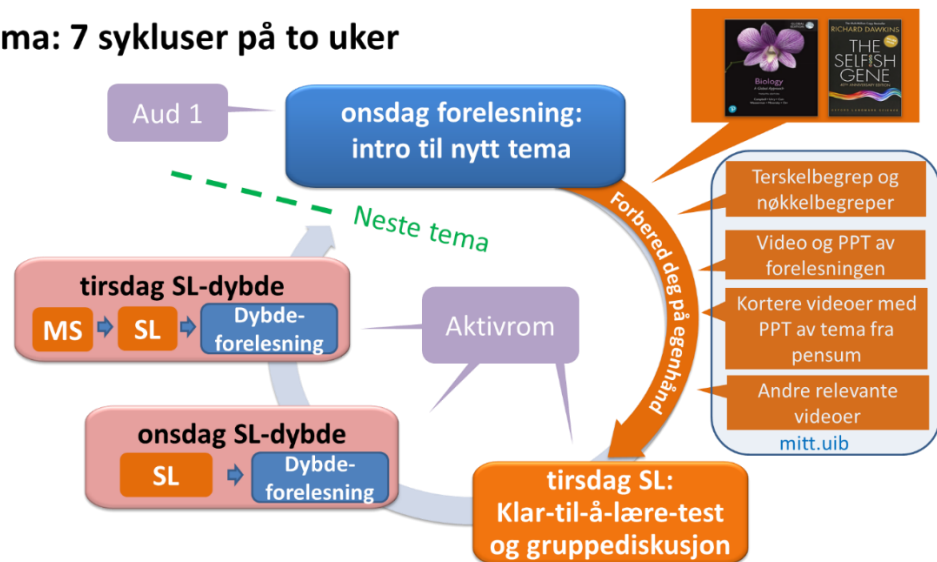 ma: 7 sykluser på to uker
Aud 1
onsdag forelesning:
intro til nytt tema
Biology
A Global Approach
RICHARD DAWKINS
THE
SELFISH
GENE
Forbered deg på egenhånd
Terskelbegrep og
nøkkelbegreper
Video og PPT av
forelesningen
Kortere videoer med
PPT av tema fra
pensum
Andre relevante
videoer
mitt.uib
Neste tema
tirsdag SL-dybde
MS
SL
Dybde-
forelesning
Aktivrom
onsdag SL-dybde
SL
Dybde-
forelesning
tirsdag SL:
Klar-til-å-lære-test
og gruppediskusjon